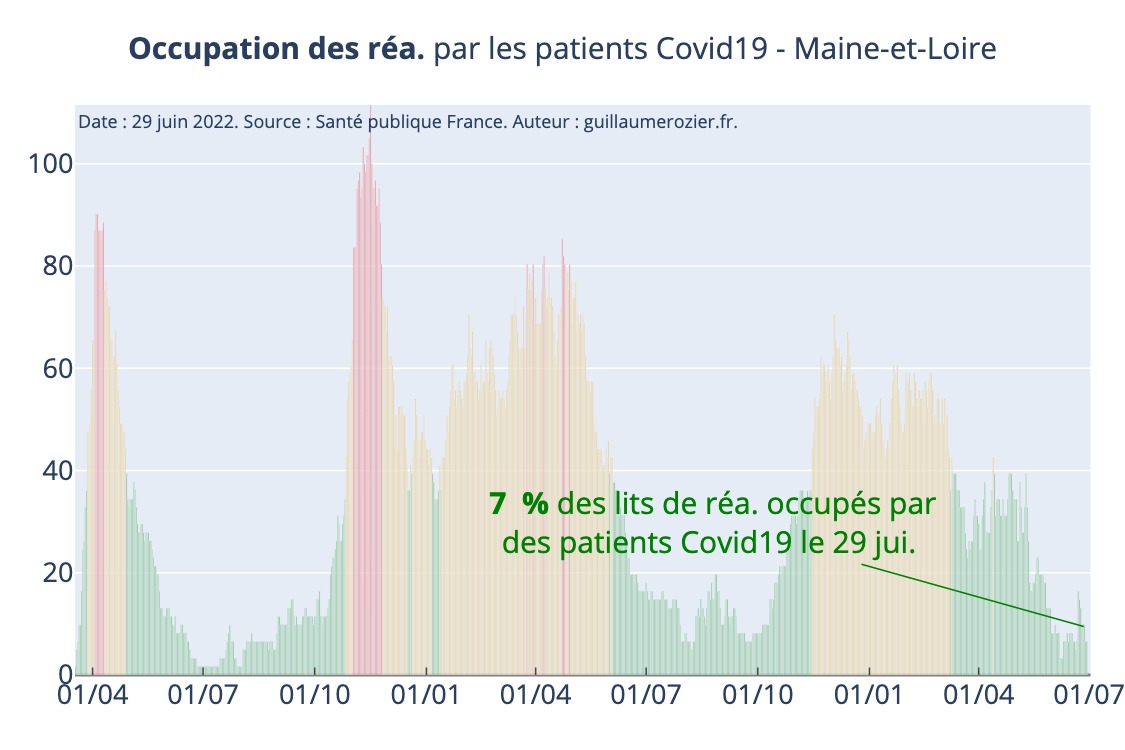 Occupation des réa. par les patients Covid19 - Maine-et-Loire
Date : 29 juin 2022. Source : Santé publique France. Auteur : guillaumerozier.fr.
100
80
60
40
20
0
7 % des lits de réa. occupés par
des patients Covid19 le 29 jui.
01/04 01/07 01/10 01/01 01/04 01/07 01/10 01/01 01/04 01/07